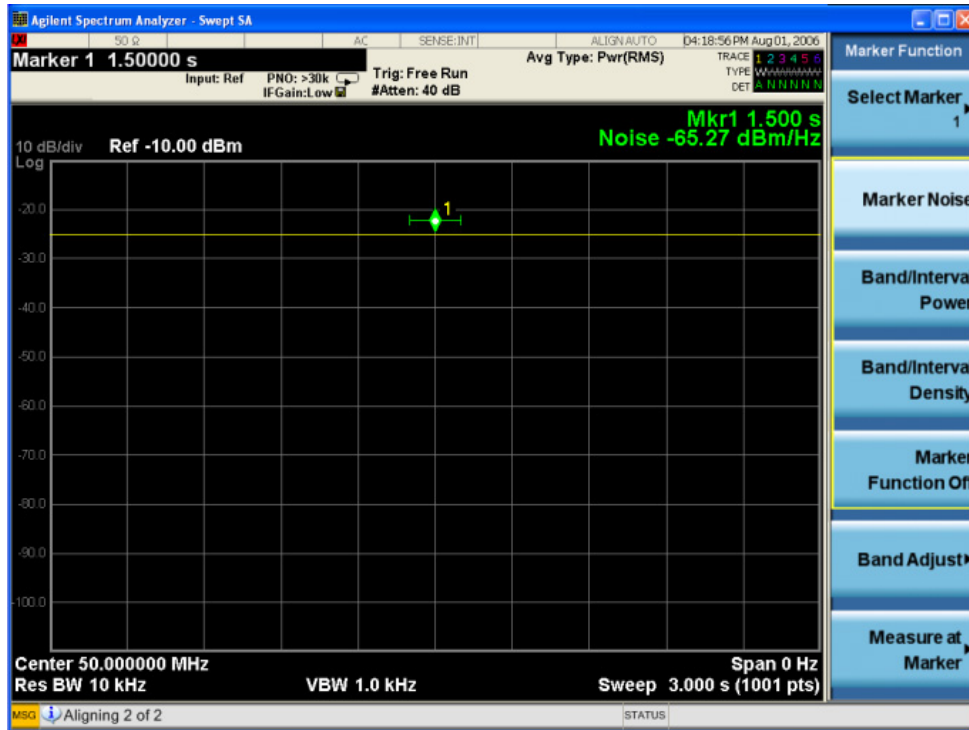 Agilent Spectrum Analyzer - Swept SA
LXI 50 Ω AC SENSE:INT ALIGN AUTO 04:18:56 PM Aug 01, 2006
Marker 1 1.50000 s
Input: Ref
PNO: >30k
IFGain:Low
Trig: Free Run
#Atten: 40 dB
Avg Type: Pwr(RMS)
TRACE 1 2 3 4 5 6
TYPE
DET A N N N N N
Mkr1 1.500 s
Noise -65.27 dBm/Hz
10 dB/div Ref -10.00 dBm
Log
1
-20.0
-30.0
-40.0
-50.0
-60.0
-70.0
-80.0
-90.0
-100.0
Center 50.000000 MHz Span 0 Hz
Res BW 10 kHz VBW 1.0 kHz Sweep 3.000 s (1001 pts)
MSG Aligning 2 of 2 STATUS
Marker Function
Select Marker
1
Marker Noise
Band/Interva
Power
Band/Interva
Density
Marker
Function Off
Band Adjust
Measure at
Marker